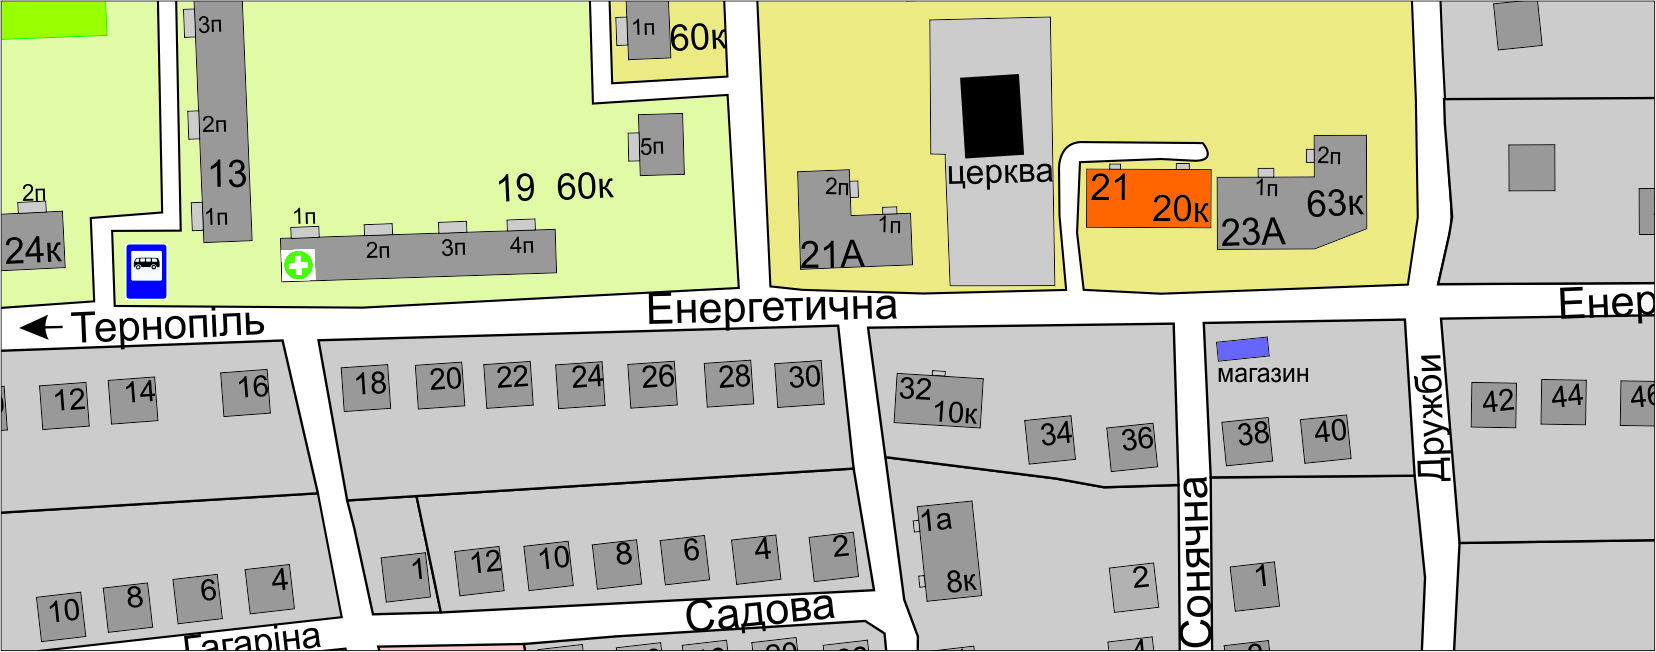 3п
1п
60к
2п
13
1п
5п
церква
2п
24к
19 60к
1п
2п
3п
4п
2п
1п
21А
21
20к
1п
2п
63к
23А
Енергетична
Енер
Тернопіль
12
14
16
18
20
22
24
26
28
30
32
10к
34
36
магазин
38
40
Дружби
42
44
46
1а
8к
1
12
10
8
6
4
2
2
Сонячна
1
10
8
6
4
Садова
Гагаріна